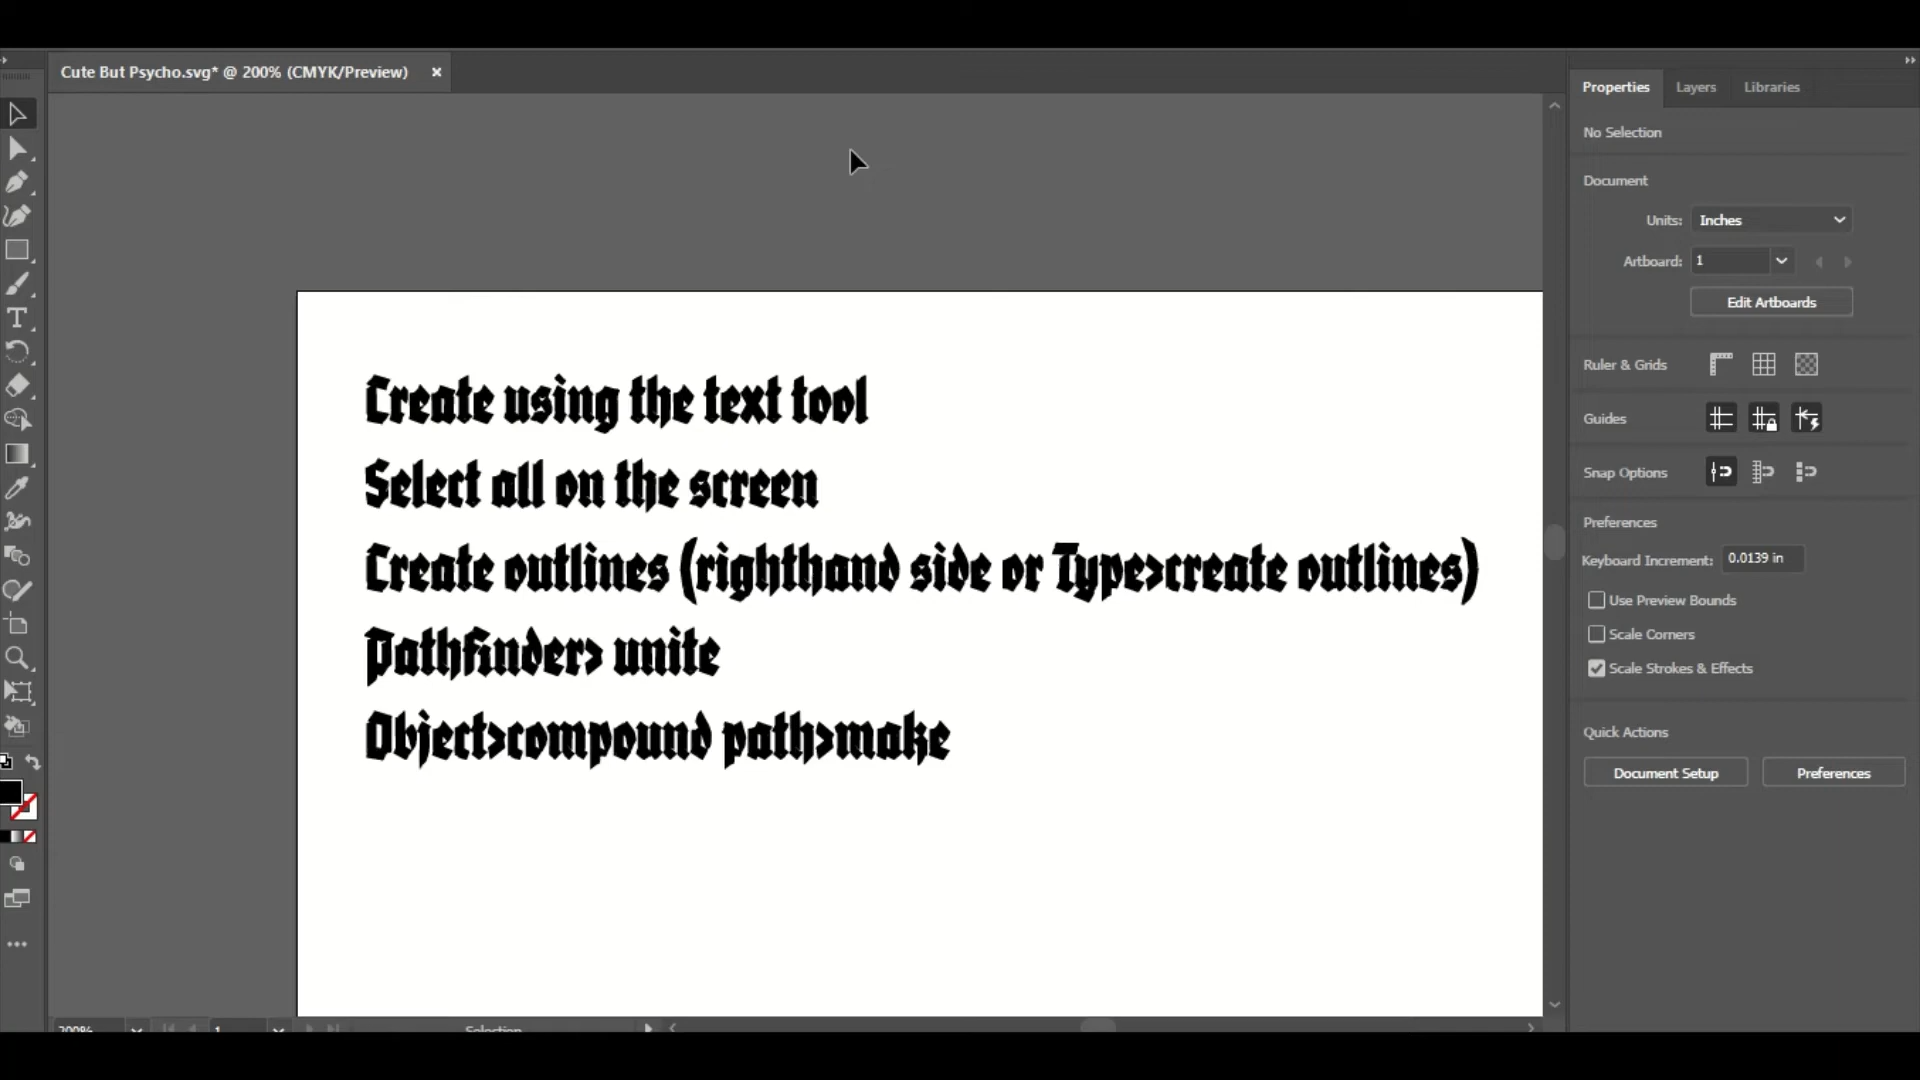 Cute But Psycho.svg* @ 200% (CMYK/Preview) ×
Properties Layers Libraries
No Selection
Document
Units: Inches
Artboard: 1
Edit Artboards
Ruler & Grids
Guides
Snap Options
Preferences
Keyboard Increment: 0.0139 in
Use Preview Bounds
Scale Corners
Scale Strokes & Effects
Quick Actions
Document Setup Preferences
Create using the text tool
Select all on the screen
Create outlines (righthand side or Type>create outlines)
Pathfinder> unite
Object>compound path>make
200% 1 Selection